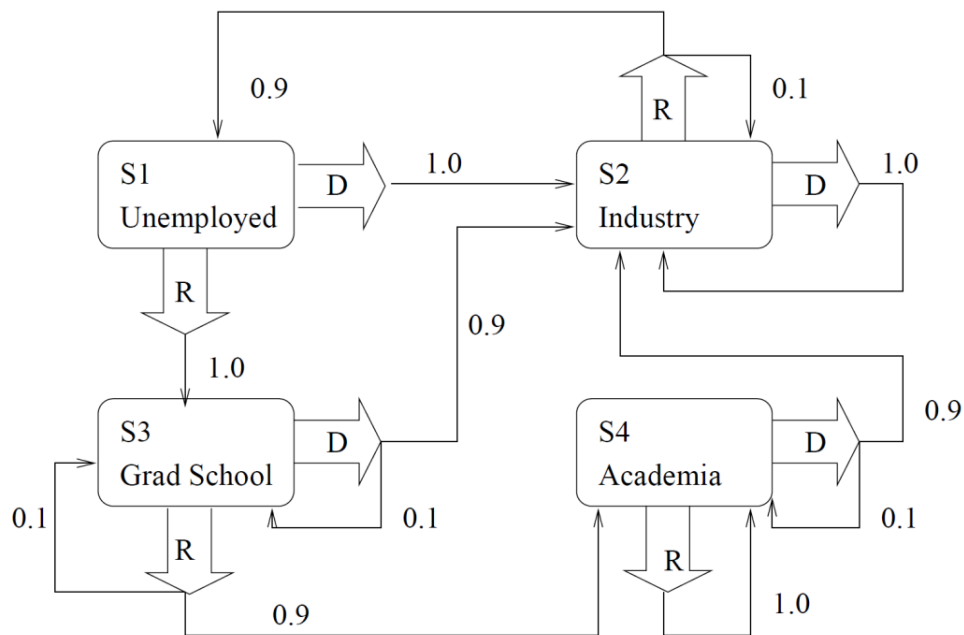 0.9
0.1
R
S1
Unemployed
D
1.0
S2
Industry
D
1.0
R
1.0
0.9
S3
Grad School
D
0.1
S4
Academia
D
0.9
0.1
0.1
R
0.9
R
1.0